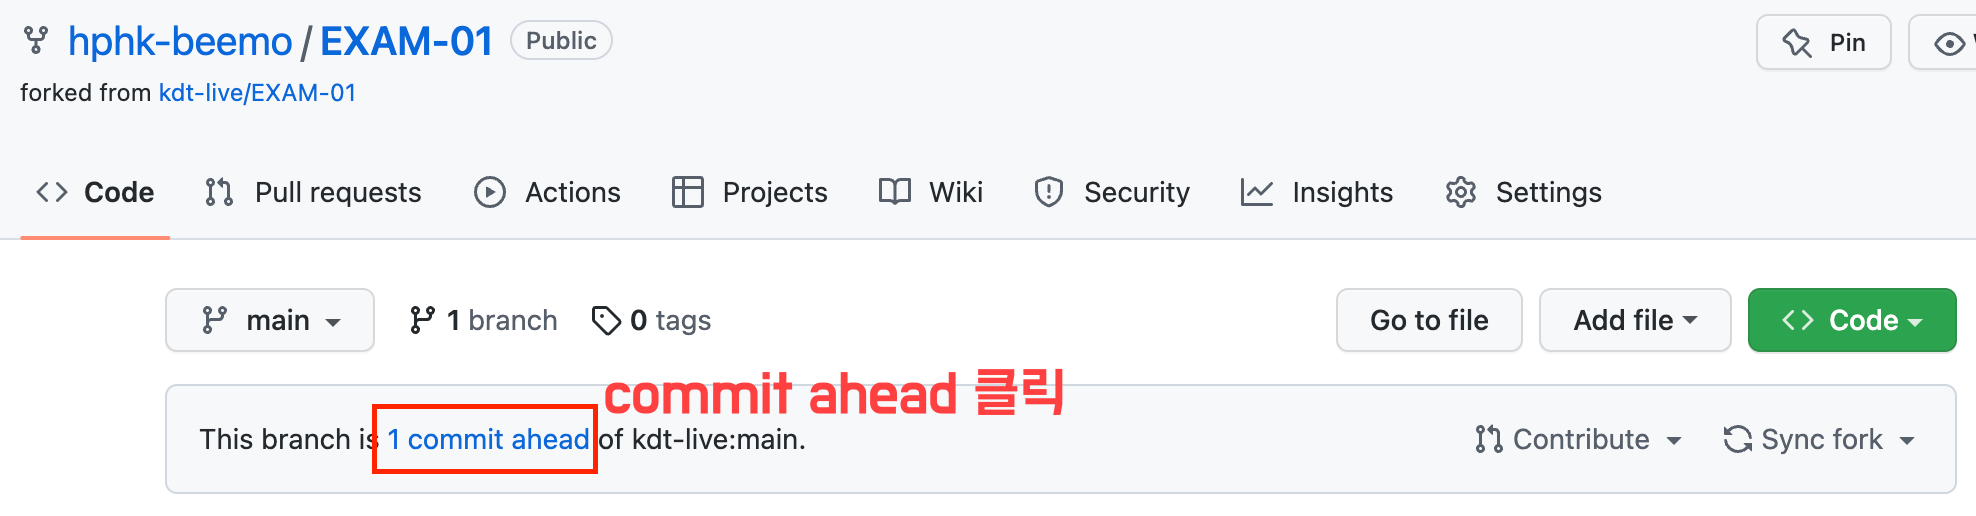 hphk-beemo / EXAM-01 Public Pin
forked from kdt-live/EXAM-01
Code Pull requests Actions Projects Wiki Security Insights Settings
main 1 branch 0 tags Go to file Add file Code
commit ahead 클릭
This branch is 1 commit ahead of kdt-live:main. Contribute Sync fork